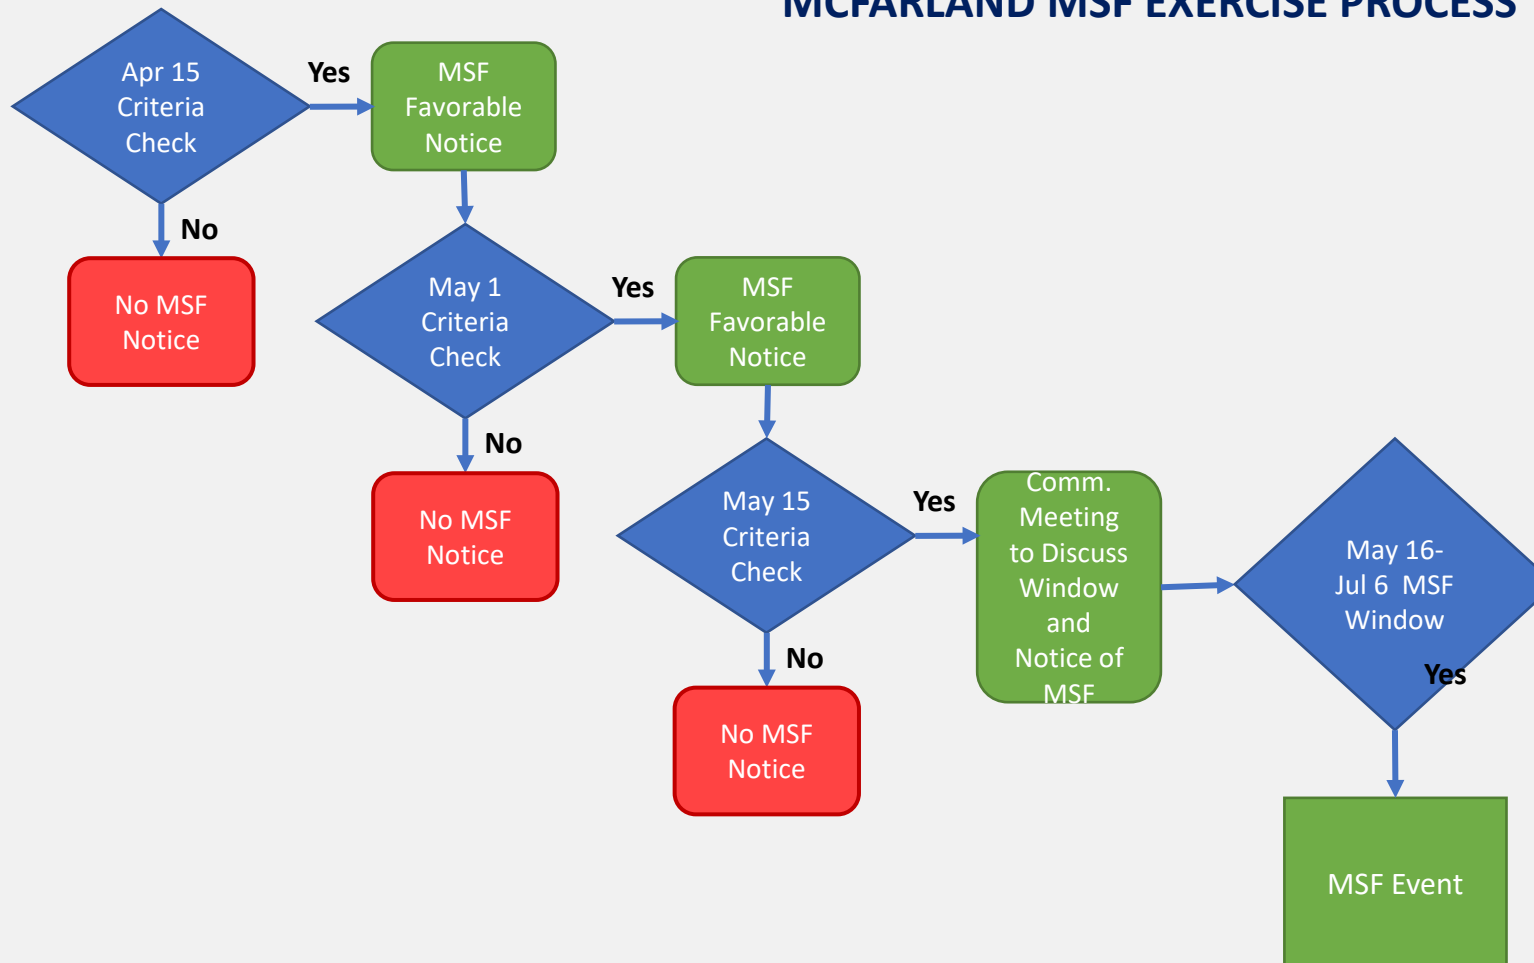 MCFARLAND MSF EXERCISE PROCESS
Apr 15
Criteria
Check
Yes
MSF
Favorable
Notice
No
No MSF
Notice
May 1
Criteria
Check
Yes
MSF
Favorable
Notice
No
No MSF
Notice
May 15
Criteria
Check
Yes
Comm.
Meeting
to Discuss
Window
and
Notice of
MSF
No
No MSF
Notice
May 16-
Jul 6 MSF
Window
Yes
MSF Event